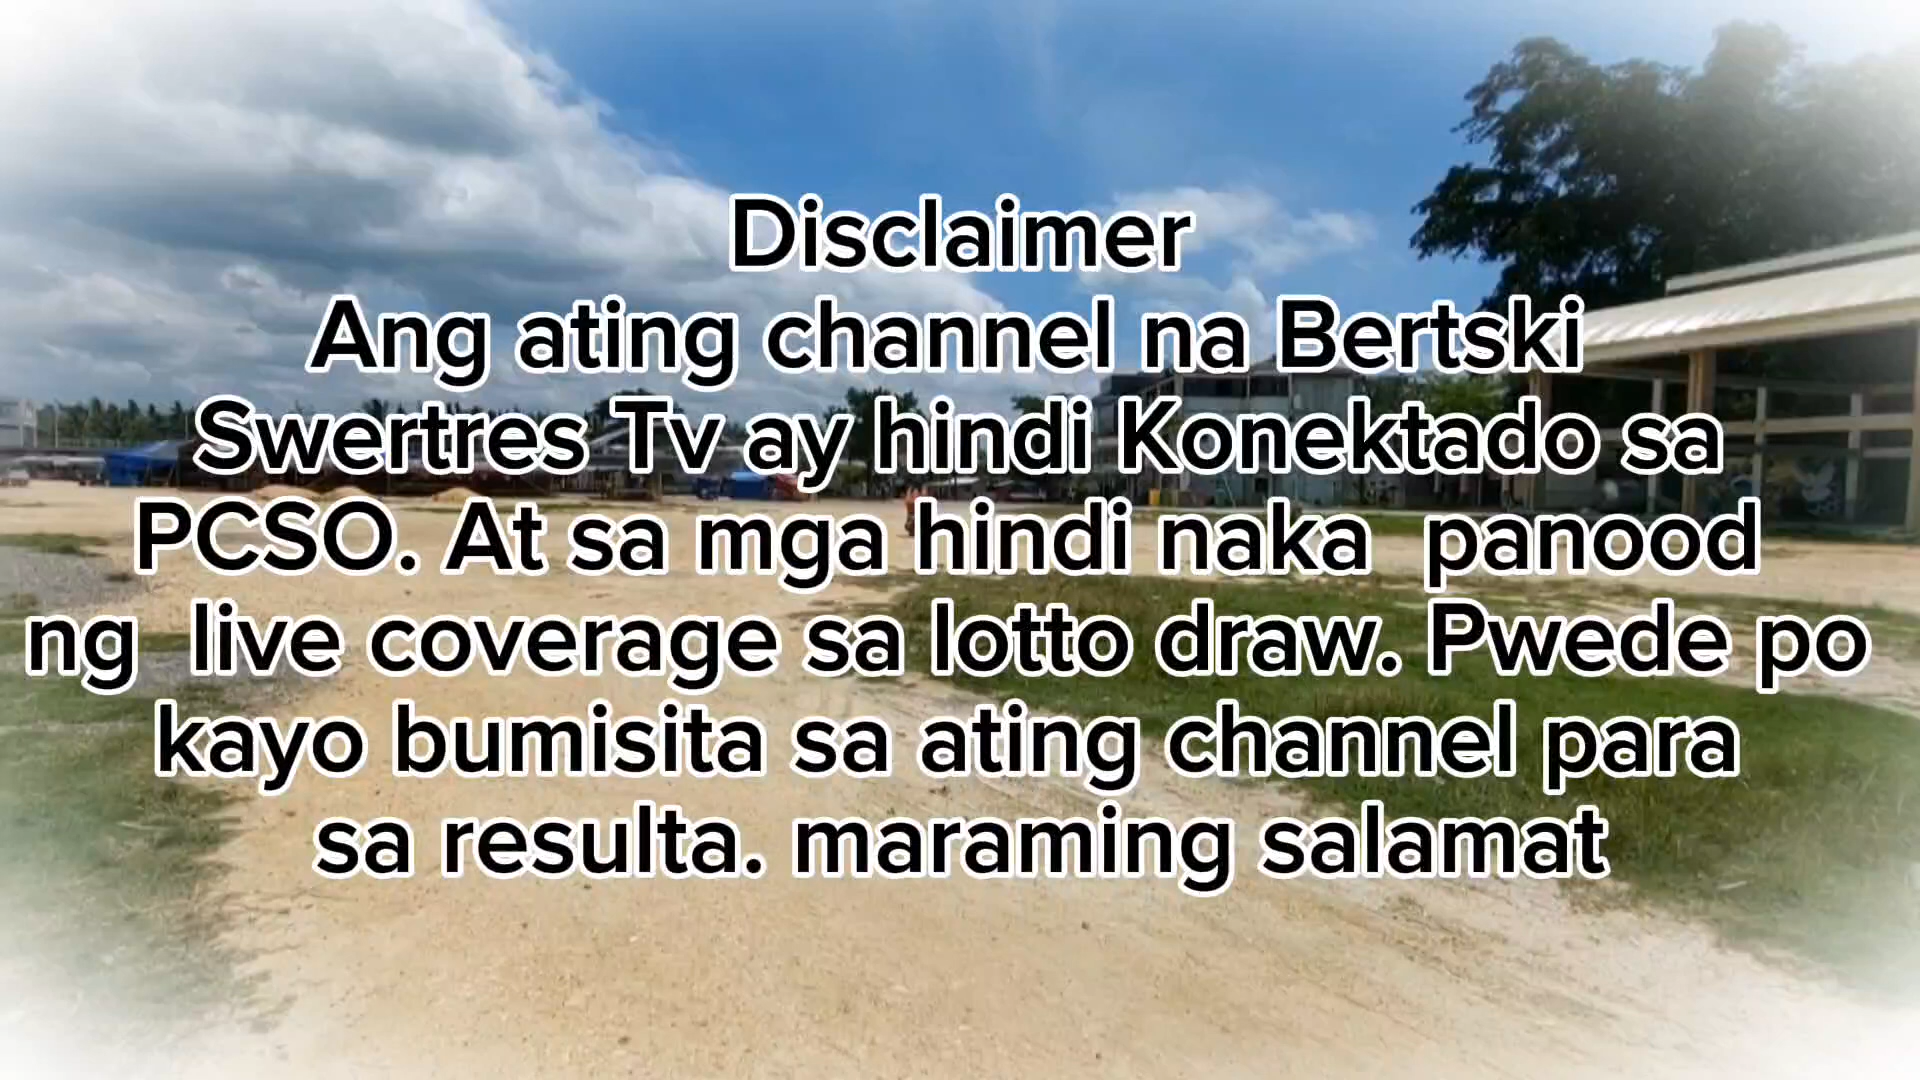 Disclaimer
Ang ating channel na Bertski
Swertres Tv ay hindi Konektado sa
PCSO. At sa mga hindi naka  panood
ng  live coverage sa lotto draw. Pwede po
kayo bumisita sa ating channel para
sa resulta. maraming salamat